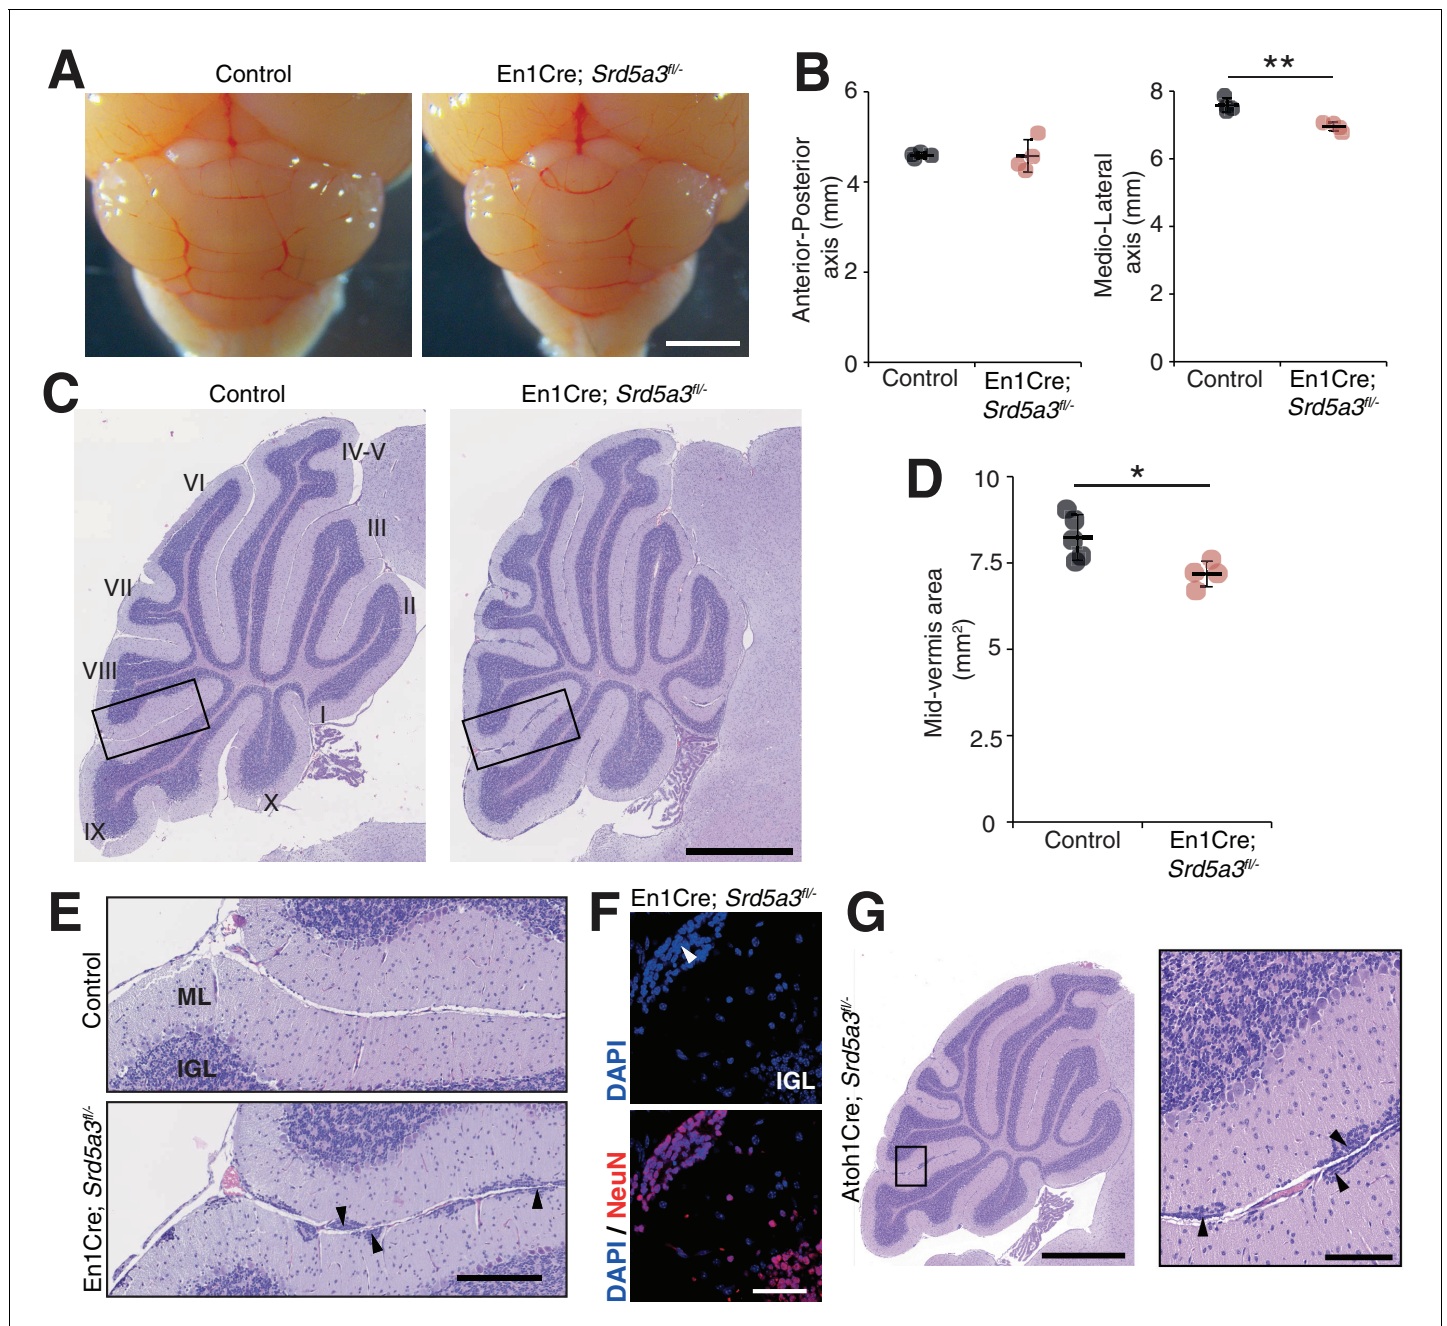 A
Control
En1Cre; Srd5a3fl/-
B
6
4
2
0
Anterior-Posterior
axis (mm)
Control
En1Cre;
Srd5a3fl/-
**
8
6
4
2
0
Medio-Lateral
axis (mm)
Control
En1Cre;
Srd5a3fl/-
C
Control
En1Cre; Srd5a3fl/-
IV-V
VI
III
VII
II
VIII
I
X
IX
D
*
10
7.5
5
2.5
0
Mid-vermis area
(mm2)
Control
En1Cre;
Srd5a3fl/-
E
Control
ML
IGL
En1Cre; Srd5a3fl/-
F
En1Cre; Srd5a3fl/-
DAPI
IGL
DAPI / NeuN
G
Atoh1Cre; Srd5a3fl/-